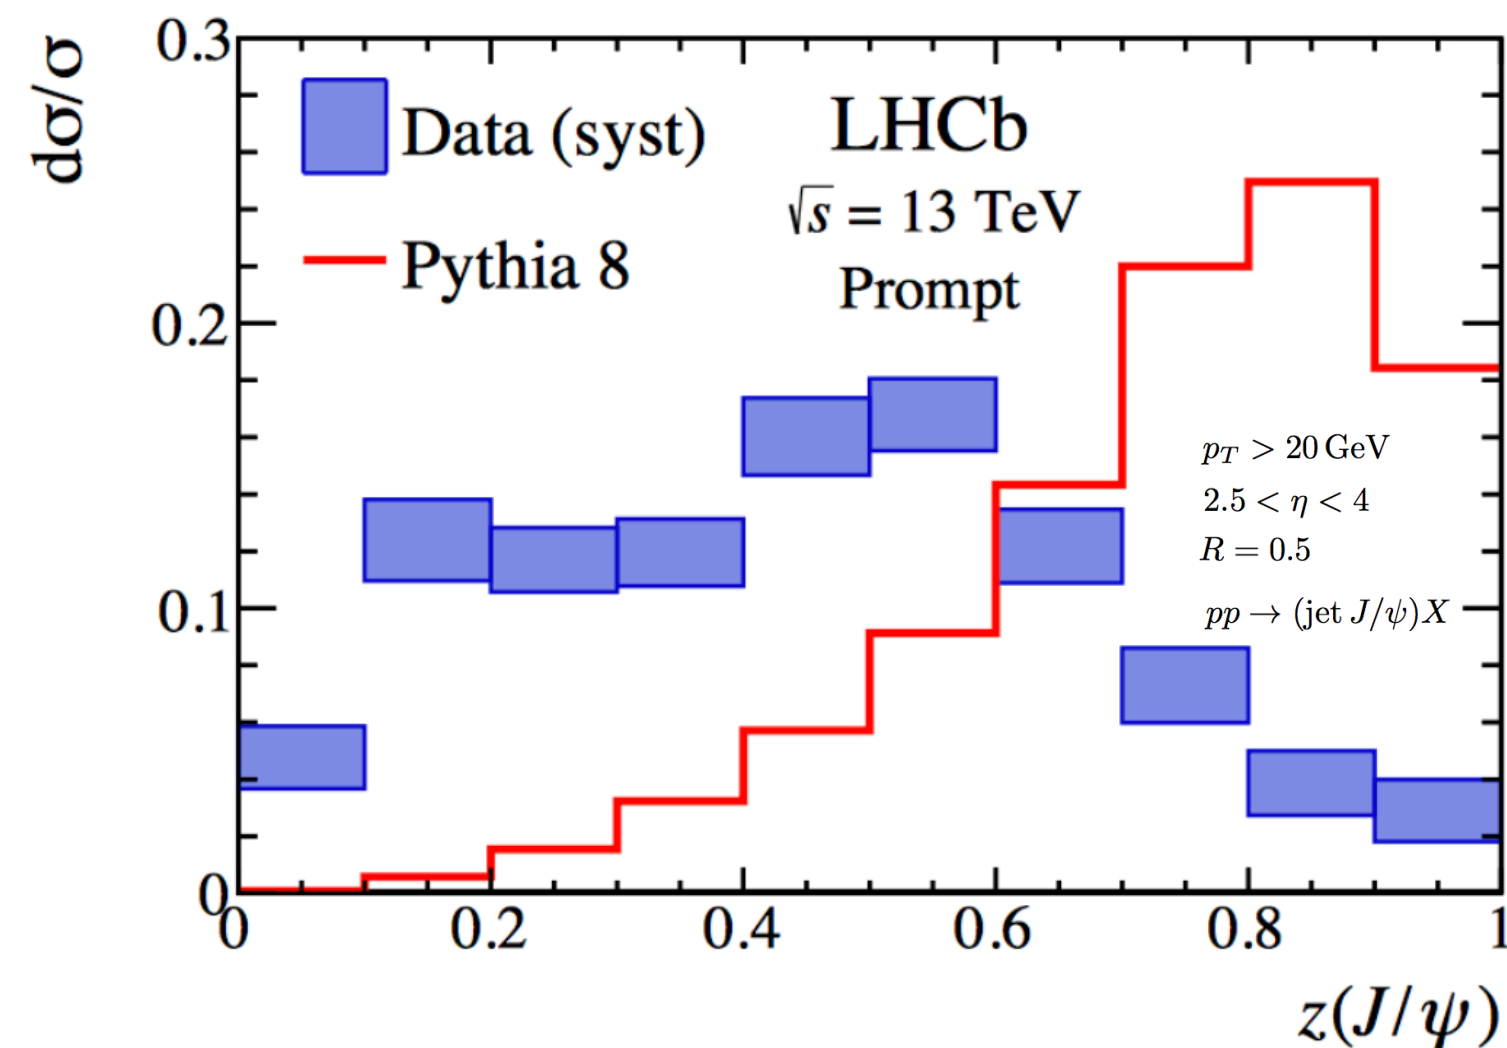 dσ/σ
0.3
0.2
0.1
0
Data (syst)
Pythia 8
LHCb
√s = 13 TeV
Prompt
p_T > 20 GeV
2.5 < η < 4
R = 0.5
pp → (jet J/ψ)X
0 0.2 0.4 0.6 0.8 1
z(J/ψ)